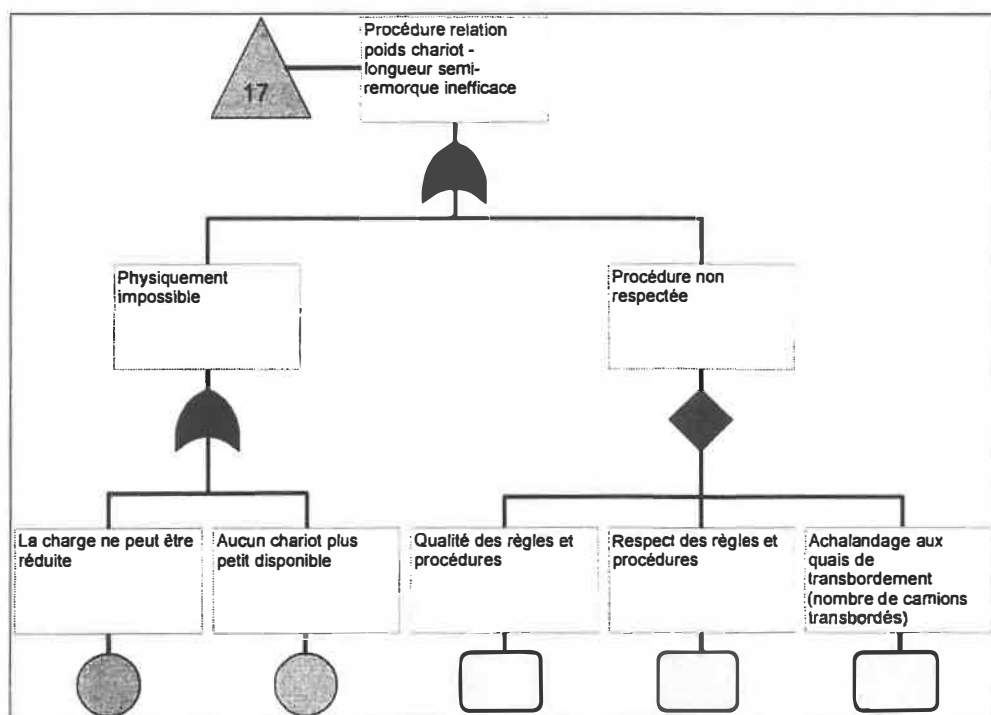 Procédure relation
poids chariot -
longueur semi-
remorque inefficace
17
Physiquement
impossible
Procédure non
respectée
La charge ne peut être
réduite
Aucun chariot plus
petit disponible
Qualité des règles et
procédures
Respect des règles et
procédures
Achalandage aux
quais de
transbordement
(nombre de camions
transbordés)